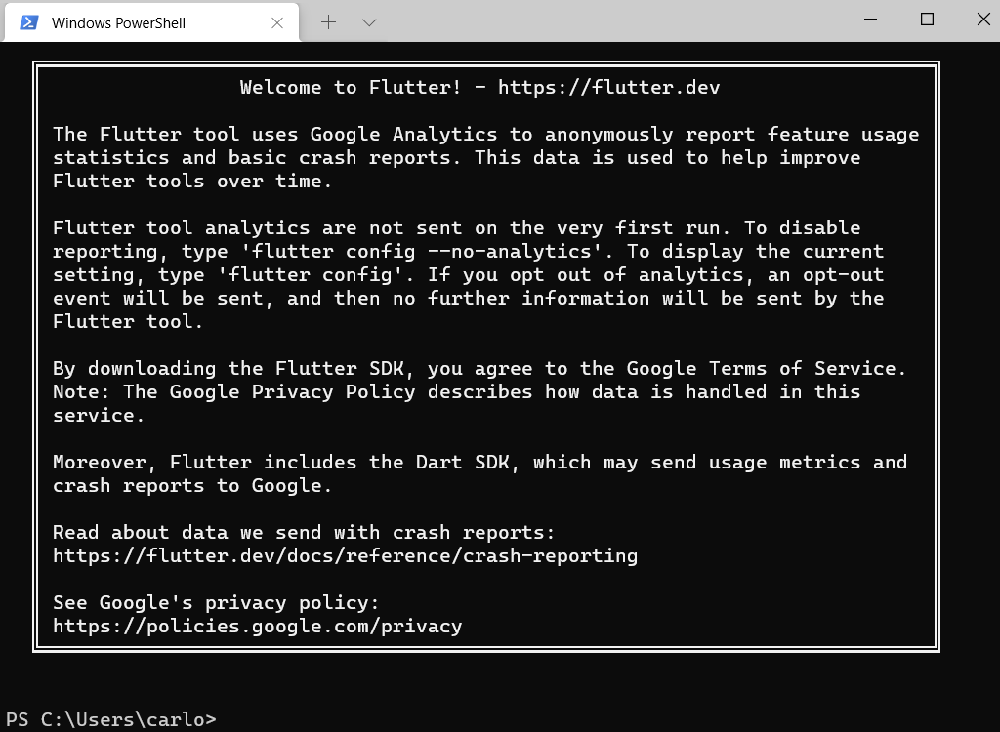 Windows PowerShell
Welcome to Flutter! - https://flutter.dev
The Flutter tool uses Google Analytics to anonymously report feature usage
statistics and basic crash reports. This data is used to help improve
Flutter tools over time.
Flutter tool analytics are not sent on the very first run. To disable
reporting, type 'flutter config --no-analytics'. To display the current
setting, type 'flutter config'. If you opt out of analytics, an opt-out
event will be sent, and then no further information will be sent by the
Flutter tool.
By downloading the Flutter SDK, you agree to the Google Terms of Service.
Note: The Google Privacy Policy describes how data is handled in this
service.
Moreover, Flutter includes the Dart SDK, which may send usage metrics and
crash reports to Google.
Read about data we send with crash reports:
https://flutter.dev/docs/reference/crash-reporting
See Google's privacy policy:
https://policies.google.com/privacy
PS C:\Users\carlo>